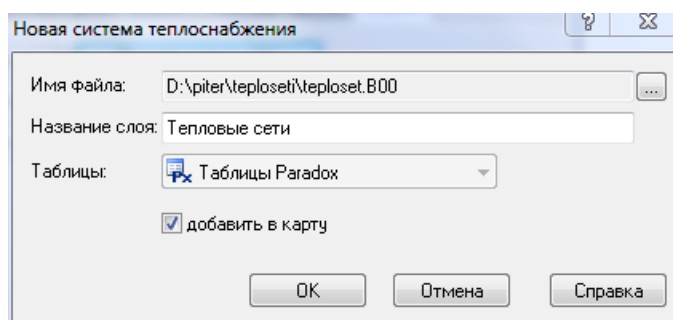 Новая система теплоснабжения
Имя файла: D:\piter\teploseti\teploset.B00 ...
Название слоя: Тепловые сети
Таблицы: Px Таблицы Paradox
добавить в карту
OK Отмена Справка